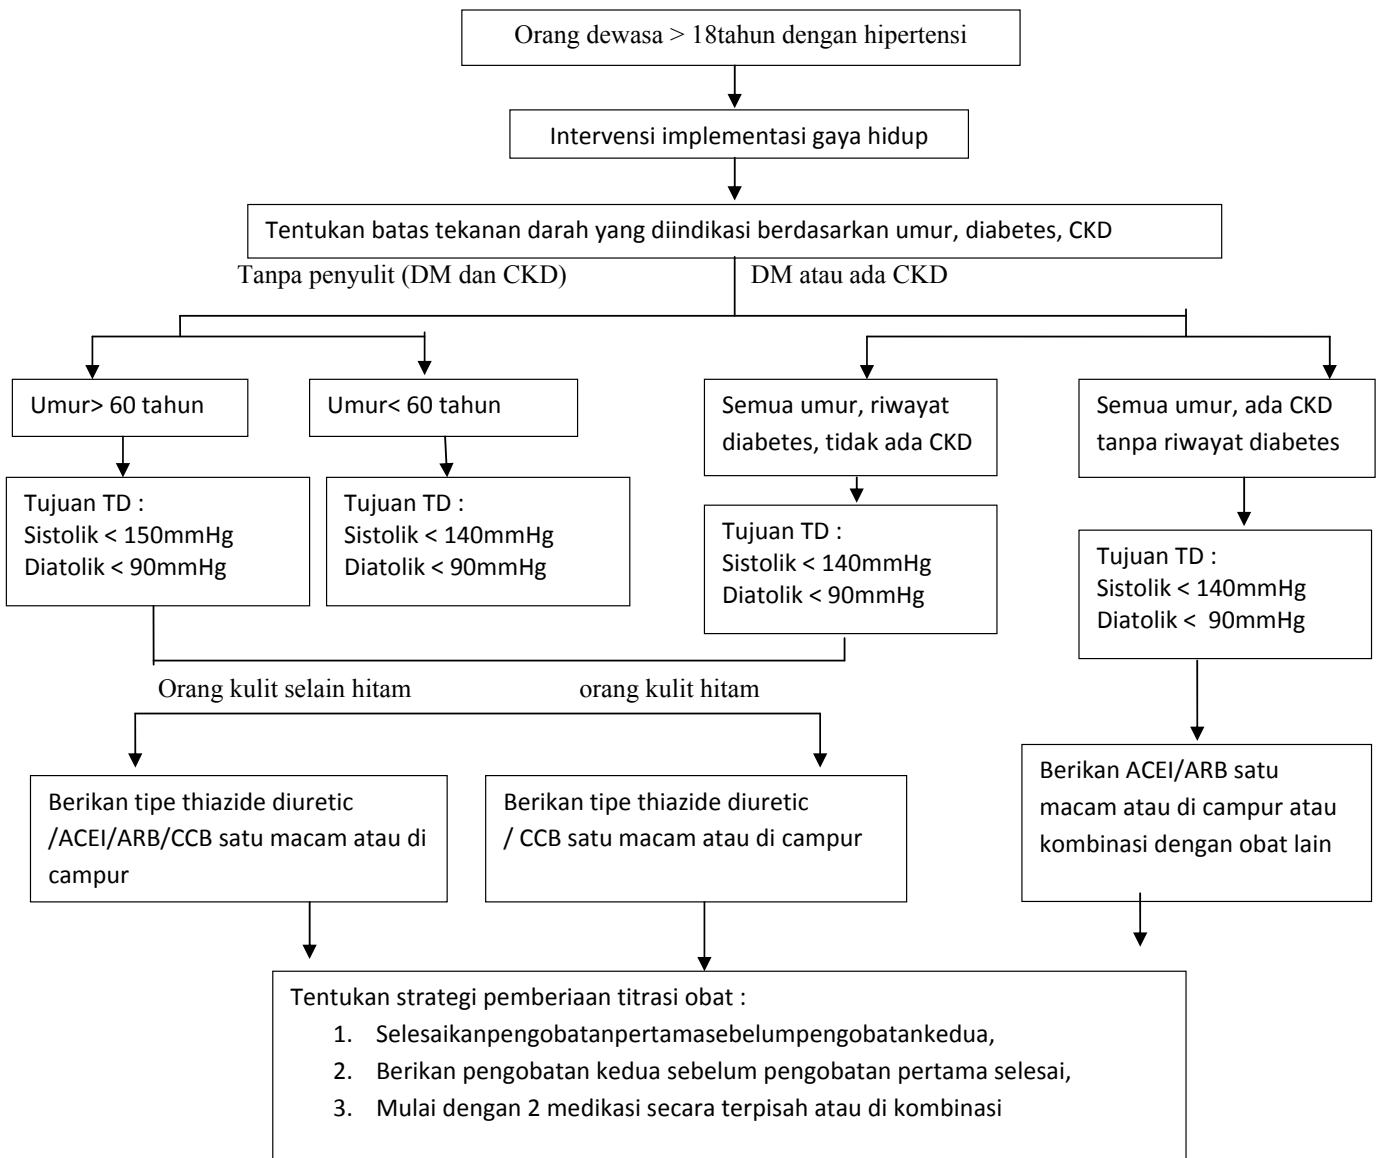 Orang dewasa > 18tahun dengan hipertensi
Intervensi implementasi gaya hidup
Tentukan batas tekanan darah yang diindikasi berdasarkan umur, diabetes, CKD
Tanpa penyulit (DM dan CKD)
DM atau ada CKD
Umur> 60 tahun
Umur< 60 tahun
Semua umur, riwayat
diabetes, tidak ada CKD
Semua umur, ada CKD
tanpa riwayat diabetes
Tujuan TD :
Sistolik < 150mmHg
Diatolik < 90mmHg
Tujuan TD :
Sistolik < 140mmHg
Diatolik < 90mmHg
Tujuan TD :
Sistolik < 140mmHg
Diatolik < 90mmHg
Tujuan TD :
Sistolik < 140mmHg
Diatolik <  90mmHg
Orang kulit selain hitam
orang kulit hitam
Berikan tipe thiazide diuretic
/ACEI/ARB/CCB satu macam atau di
campur
Berikan tipe thiazide diuretic
/ CCB satu macam atau di campur
Berikan ACEI/ARB satu
macam atau di campur atau
kombinasi dengan obat lain
Tentukan strategi pemberiaan titrasi obat :
1. Selesaikanpengobatanpertamasebelumpengobatankedua,
2. Berikan pengobatan kedua sebelum pengobatan pertama selesai,
3. Mulai dengan 2 medikasi secara terpisah atau di kombinasi